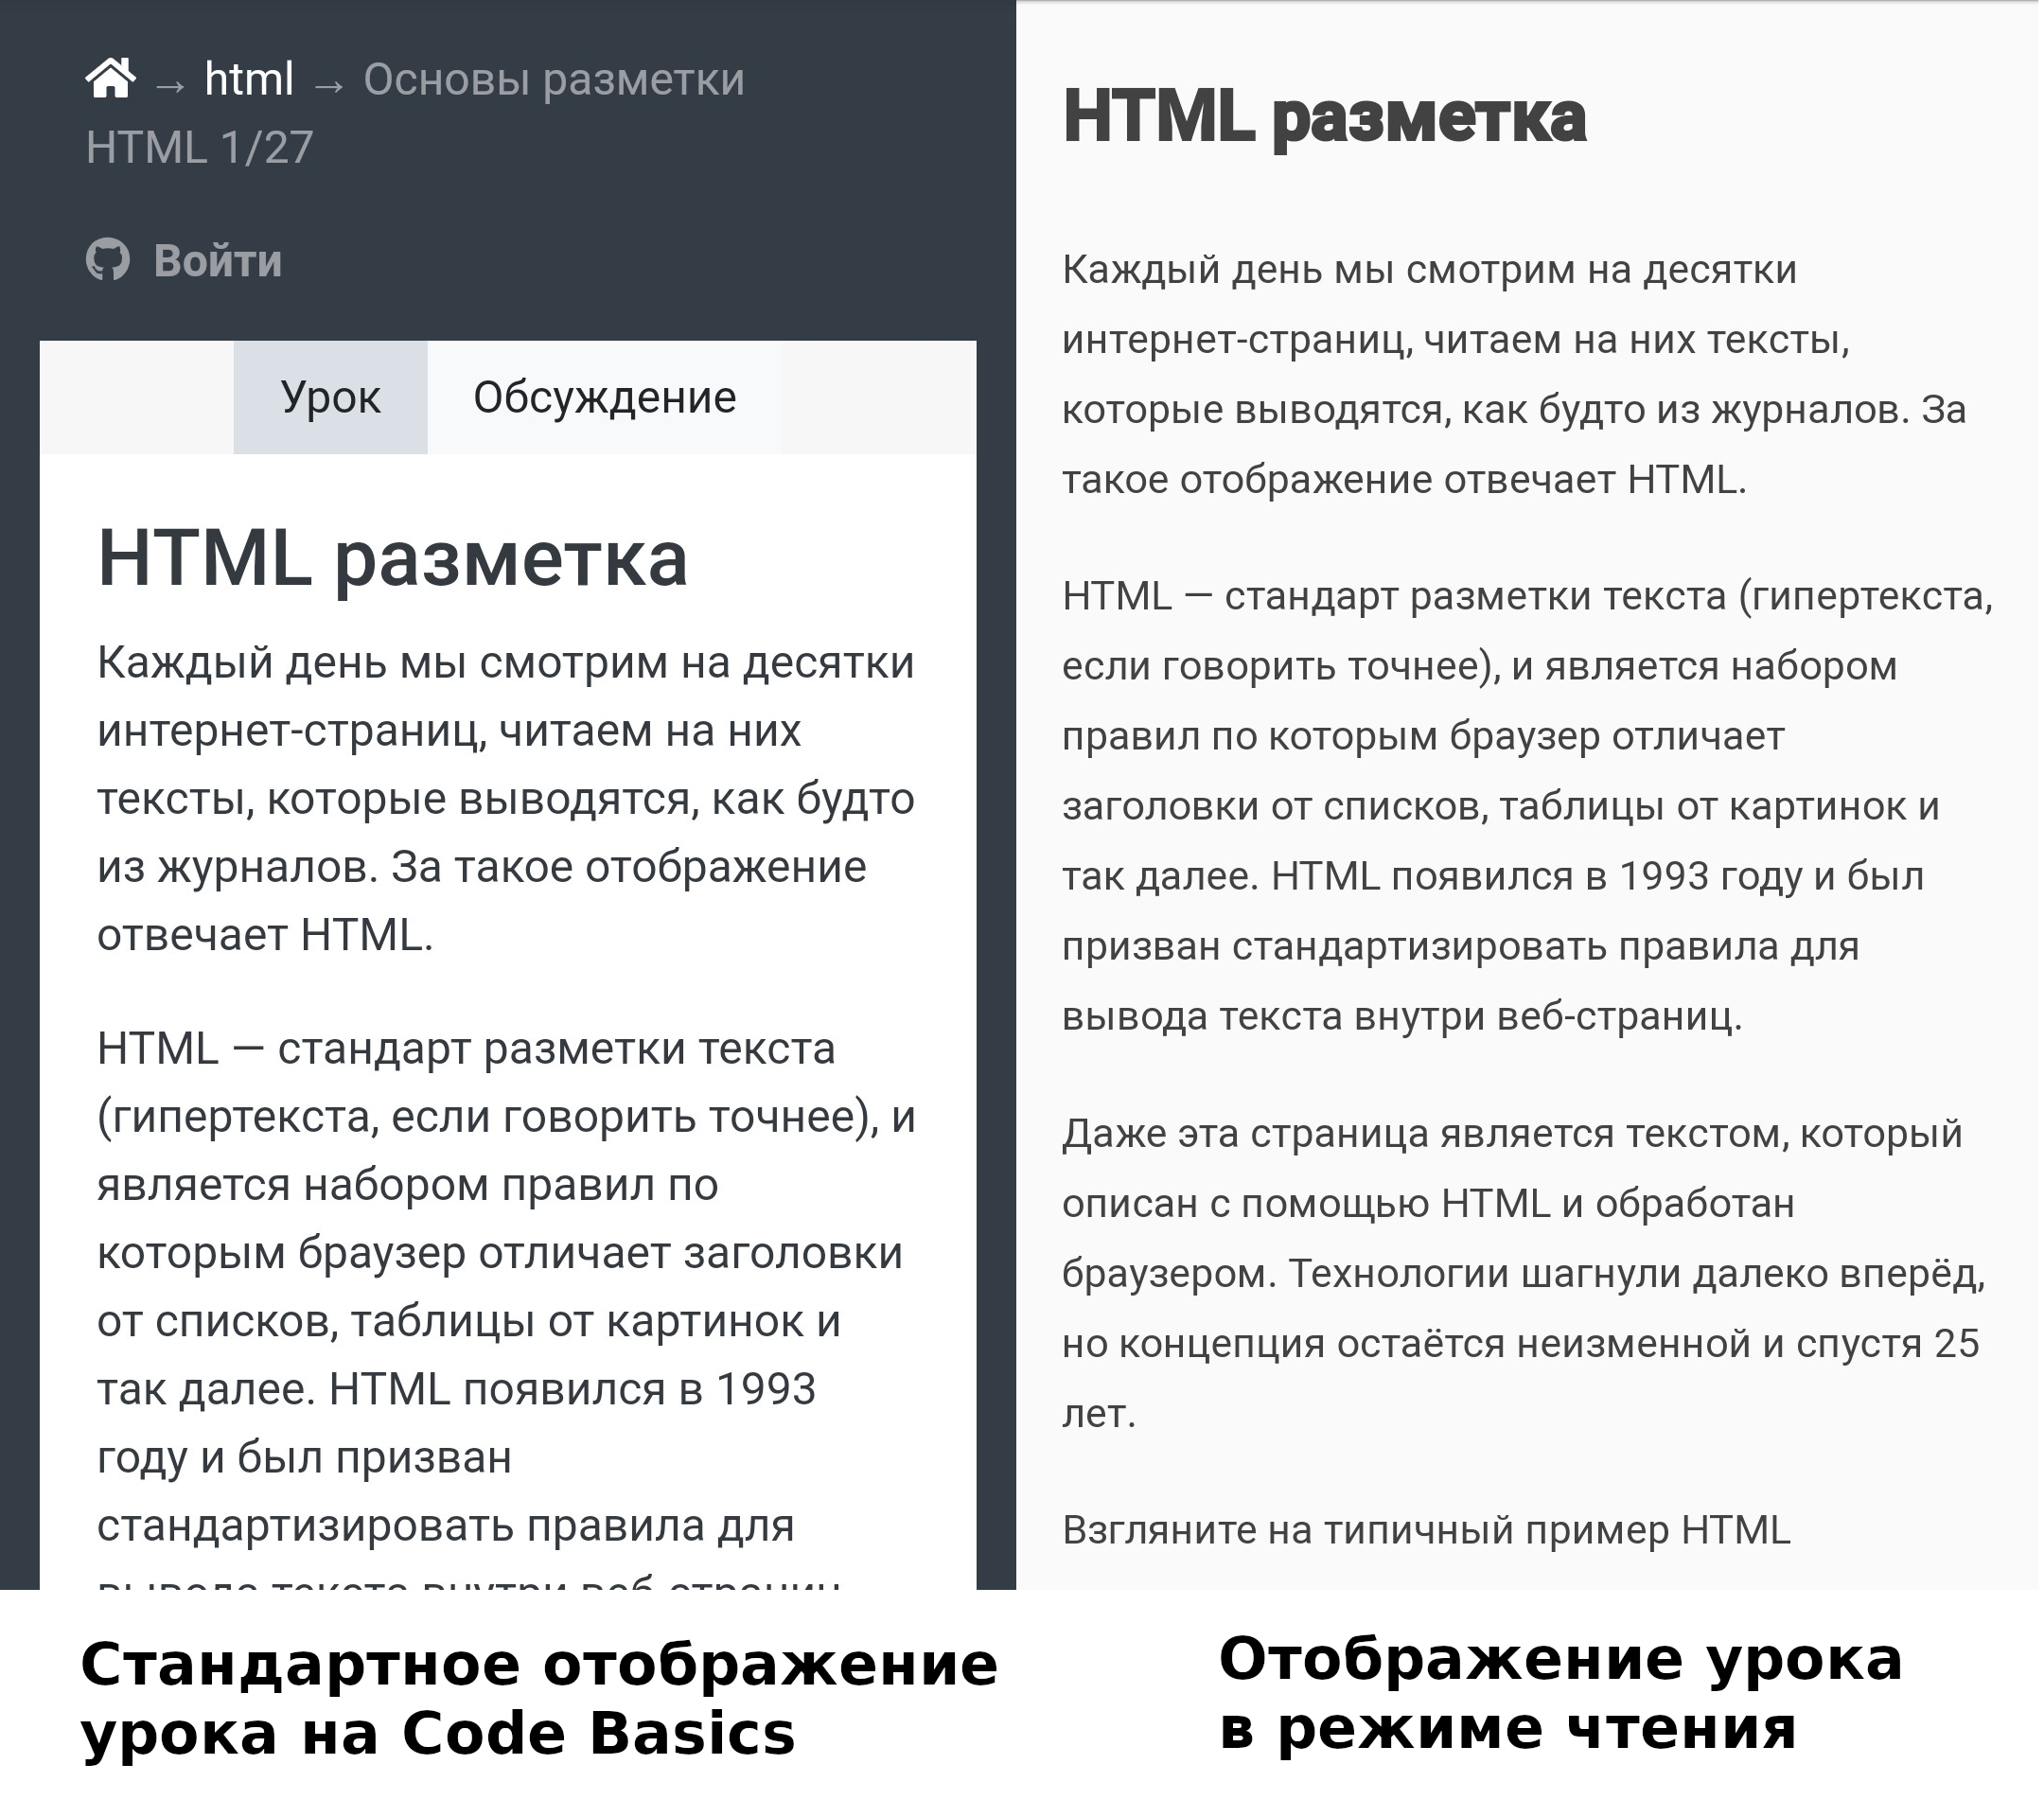 → html → Основы разметки
HTML 1/27
Войти
Урок Обсуждение
HTML разметка
Каждый день мы смотрим на десятки
интернет-страниц, читаем на них
тексты, которые выводятся, как будто
из журналов. За такое отображение
отвечает HTML.
HTML — стандарт разметки текста
(гипертекста, если говорить точнее), и
является набором правил по
которым браузер отличает заголовки
от списков, таблицы от картинок и
так далее. HTML появился в 1993
году и был призван
стандартизировать правила для
вывода текста внутри веб-страниц.
Стандартное отображение
урока на Code Basics
HTML разметка
Каждый день мы смотрим на десятки
интернет-страниц, читаем на них тексты,
которые выводятся, как будто из журналов. За
такое отображение отвечает HTML.
HTML — стандарт разметки текста (гипертекста,
если говорить точнее), и является набором
правил по которым браузер отличает
заголовки от списков, таблицы от картинок и
так далее. HTML появился в 1993 году и был
призван стандартизировать правила для
вывода текста внутри веб-страниц.
Даже эта страница является текстом, который
описан с помощью HTML и обработан
браузером. Технологии шагнули далеко вперёд,
но концепция остаётся неизменной и спустя 25
лет.
Взгляните на типичный пример HTML
Отображение урока
в режиме чтения